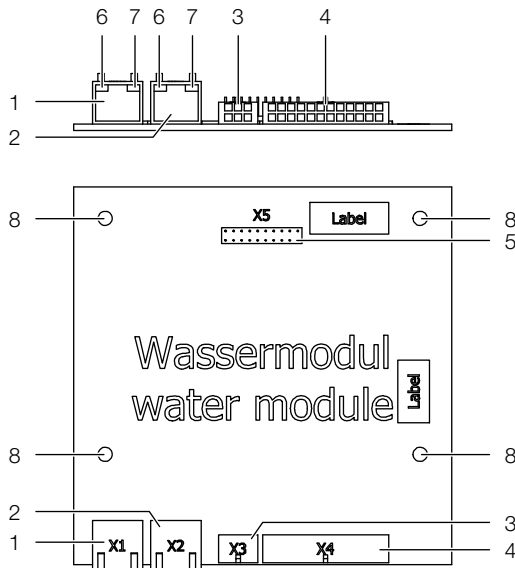 6 7 6 7 3 4
1
2
8 X5 Label 8
5
Wassermodul
water module
Label
8 8
2
1 X1 X2 X3 X4 3
4